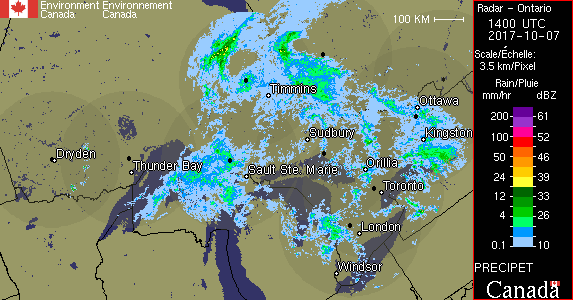 Environment Environnement
Canada Canada
100 KM
Timmins
Ottawa
Sudbury
Kingston
Dryden
Thunder Bay
Sault Ste. Marie
Orillia
Toronto
London
Windsor
Radar - Ontario
1400 UTC
2017-10-07
Scale/Échelle:
3.5 km/Pixel
Rain/Pluie
mm/hr dBZ
200 61
100 52
50 46
24 39
12 33
4 26
0.1 10
PRECIPET
Canada